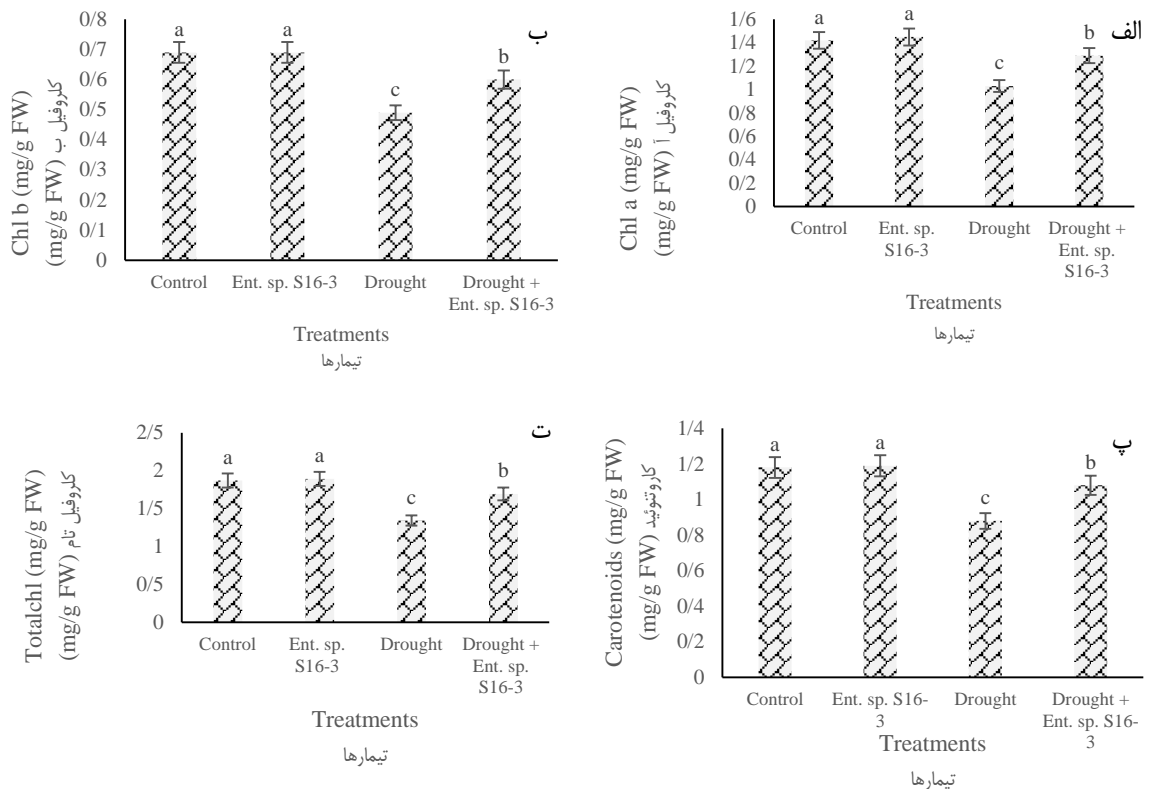 الف
Chl a (mg/g FW)
کلروفیل آ (mg/g FW)
1/6
1/4
1/2
1
0/8
0/6
0/4
0/2
0
a
a
c
b
Control
Ent. sp.
S16-3
Drought
Drought +
Ent. sp.
S16-3
Treatments
تیمارها
ب
Chl b (mg/g FW)
کلروفیل ب (mg/g FW)
0/8
0/7
0/6
0/5
0/4
0/3
0/2
0/1
0
a
a
c
b
Control
Ent. sp. S16-3
Drought
Drought +
Ent. sp. S16-3
Treatments
تیمارها
پ
Carotenoids (mg/g FW)
کاروتنوئید (mg/g FW)
1/4
1/2
1
0/8
0/6
0/4
0/2
0
a
a
c
b
Control
Ent. sp. S16-
3
Drought
Drought +
Ent. sp. S16-
3
Treatments
تیمارها
ت
Totalchl (mg/g FW)
کلروفیل تام (mg/g FW)
2/5
2
1/5
1
0/5
0
a
a
c
b
Control
Ent. sp.
S16-3
Drought
Drought +
Ent. sp.
S16-3
Treatments
تیمارها